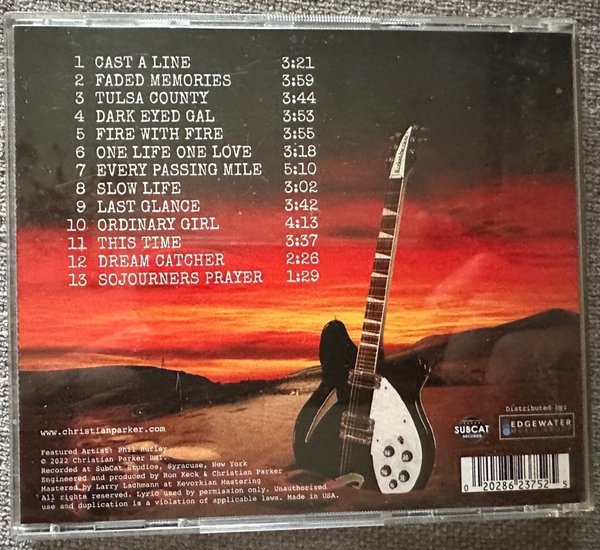 1 CAST A LINE 3:21
2 FADED MEMORIES 3:59
3 TULSA COUNTY 3:44
4 DARK EYED GAL 3:53
5 FIRE WITH FIRE 3:55
6 ONE LIFE ONE LOVE 3:18
7 EVERY PASSING MILE 5:10
8 SLOW LIFE 3:02
9 LAST GLANCE 3:42
10 ORDINARY GIRL 4:13
11 THIS TIME 3:37
12 DREAM CATCHER 2:26
13 SOJOURNERS PRAYER 1:29
Rickenbacker
www.christianparker.com
Featured Artist: Phil Hurley
© 2022 Christian Parker BMI.
Recorded at SubCat Studios, Syracuse, New York
Engineered and produced by Ron Keck & Christian Parker
Mastered by Larry Lachmann at Kevorkian Mastering
All rights reserved. Lyric used by permission only. Unauthorized
use and duplication is a violation of applicable laws. Made in USA.
SUBCAT
RECORDS
Distributed by:
EDGEWATER
MUSIC GROUP
0 20286 23752 5